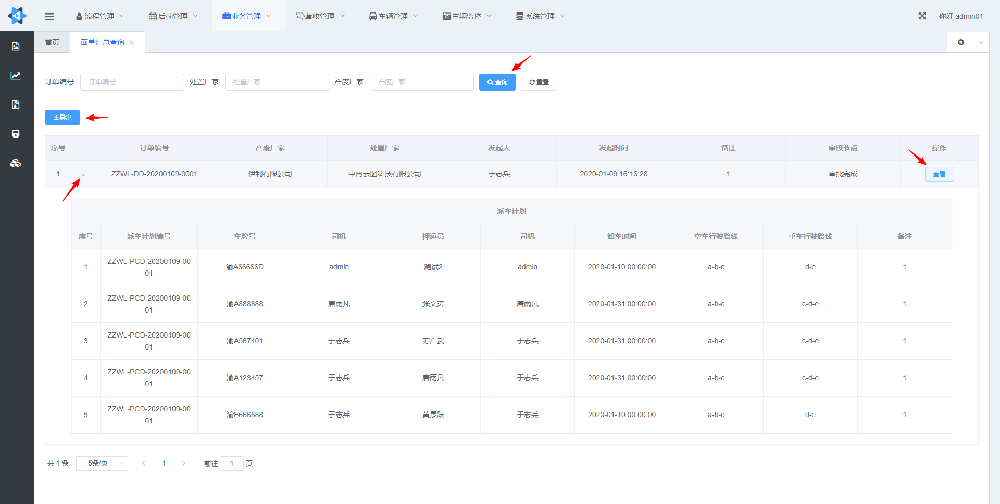 流程管理 后勤管理 业务管理 营收管理 车辆管理 车辆监控 系统管理 你好 admin01
首页 面单汇总查询
订单编号 订单编号 处置厂家 处置厂家 产废厂家 产废厂家 查询 重置
导出
序号 订单编号 产废厂家 处置厂家 发起人 发起时间 备注 审核节点 操作
1 ZZWL-DD-20200109-0001 伊利有限公司 中再云图科技有限公司 于志兵 2020-01-09 16:16:28 1 审批完成 查看
派车计划
序号 派车计划编号 车牌号 司机 押运员 司机 卸车时间 空车行驶路线 重车行驶路线 备注
1 ZZWL-PCD-20200109-00 渝A66666D admin 测试2 admin 2020-01-10 00:00:00 a-b-c d-e 1
01
2 ZZWL-PCD-20200109-00 渝A888888 唐雨凡 张文涛 唐雨凡 2020-01-31 00:00:00 a-b-c c-d-e 1
01
3 ZZWL-PCD-20200109-00 渝A567401 于志兵 苏广武 于志兵 2020-01-31 00:00:00 a-b-c c-d-e 1
01
4 ZZWL-PCD-20200109-00 渝A123457 于志兵 唐雨凡 于志兵 2020-01-31 00:00:00 a-b-c c-d-e 1
01
5 ZZWL-PCD-20200109-00 渝B666888 于志兵 黄景跃 于志兵 2020-01-10 00:00:00 a-b-c d-e 1
01
共 1 条 5条/页 1 前往 1 页